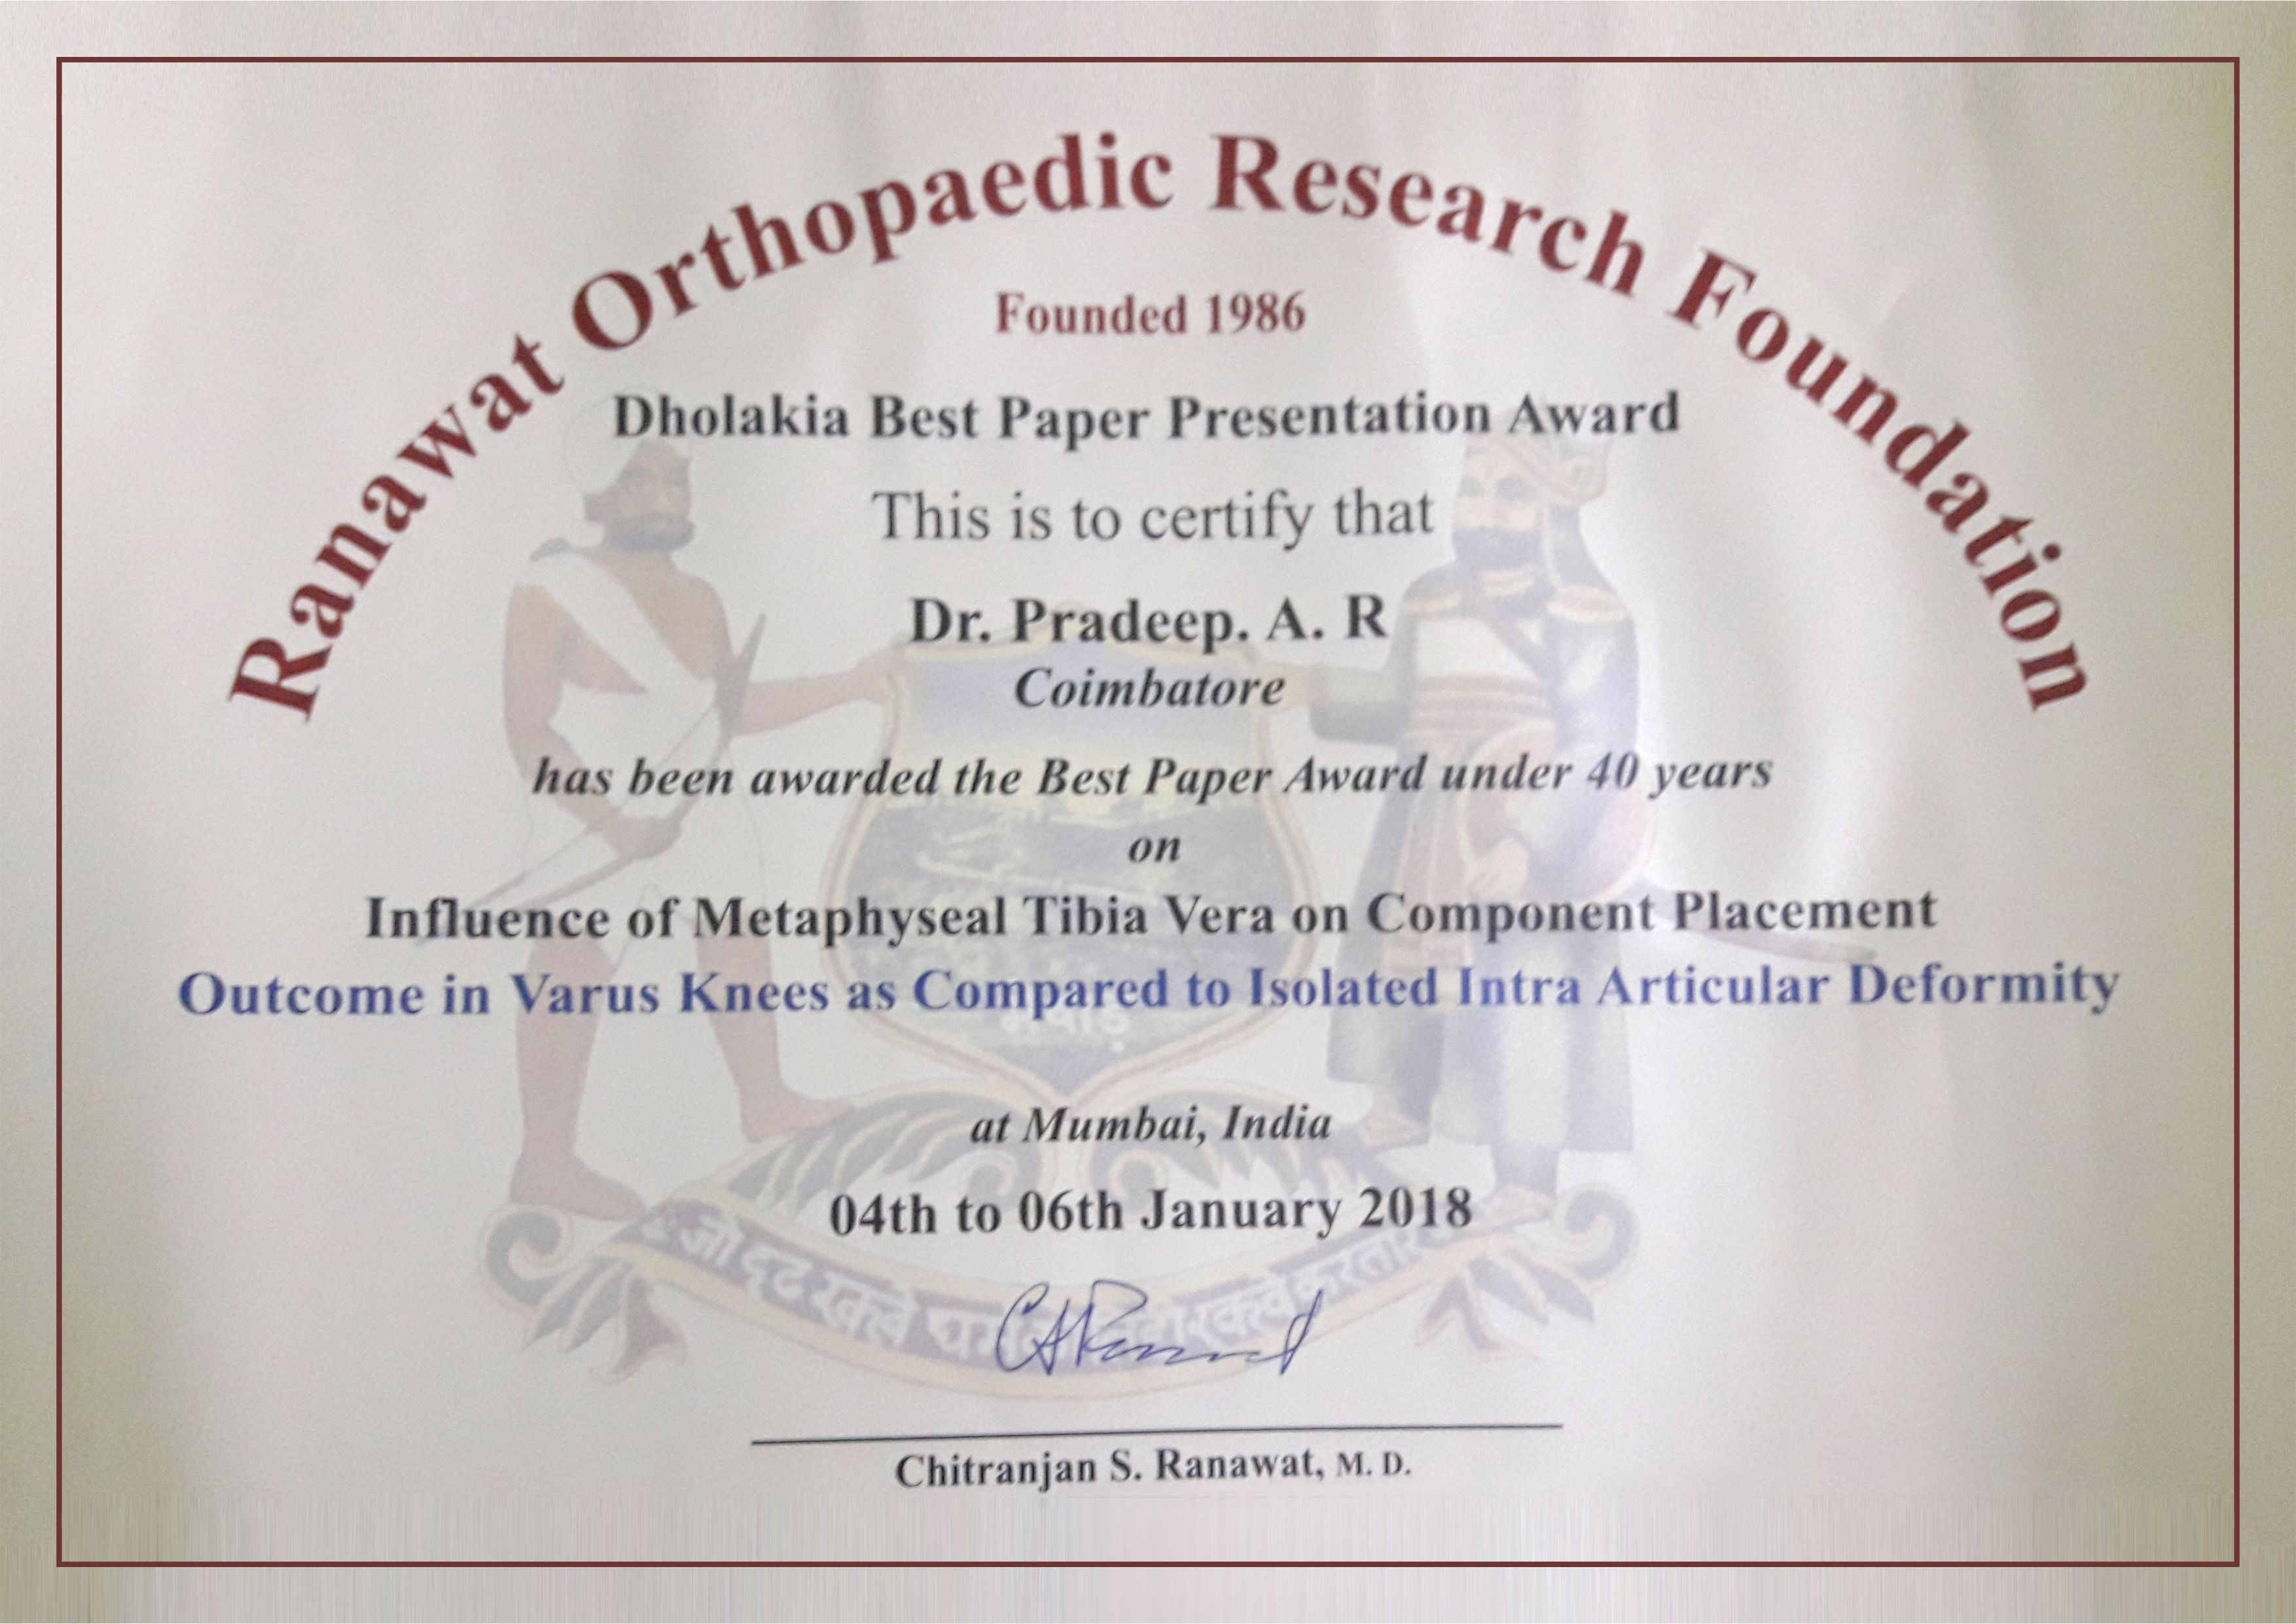 Ranawat Orthopaedic Research Foundation
Founded 1986
Dholakia Best Paper Presentation Award
This is to certify that
Dr. Pradeep. A. R
Coimbatore
has been awarded the Best Paper Award under 40 years
on
Influence of Metaphyseal Tibia Vera on Component Placement
Outcome in Varus Knees as Compared to Isolated Intra Articular Deformity
at Mumbai, India
04th to 06th January 2018
जो दृढ रक्खे
Chitranjan S. Ranawat, M. D.